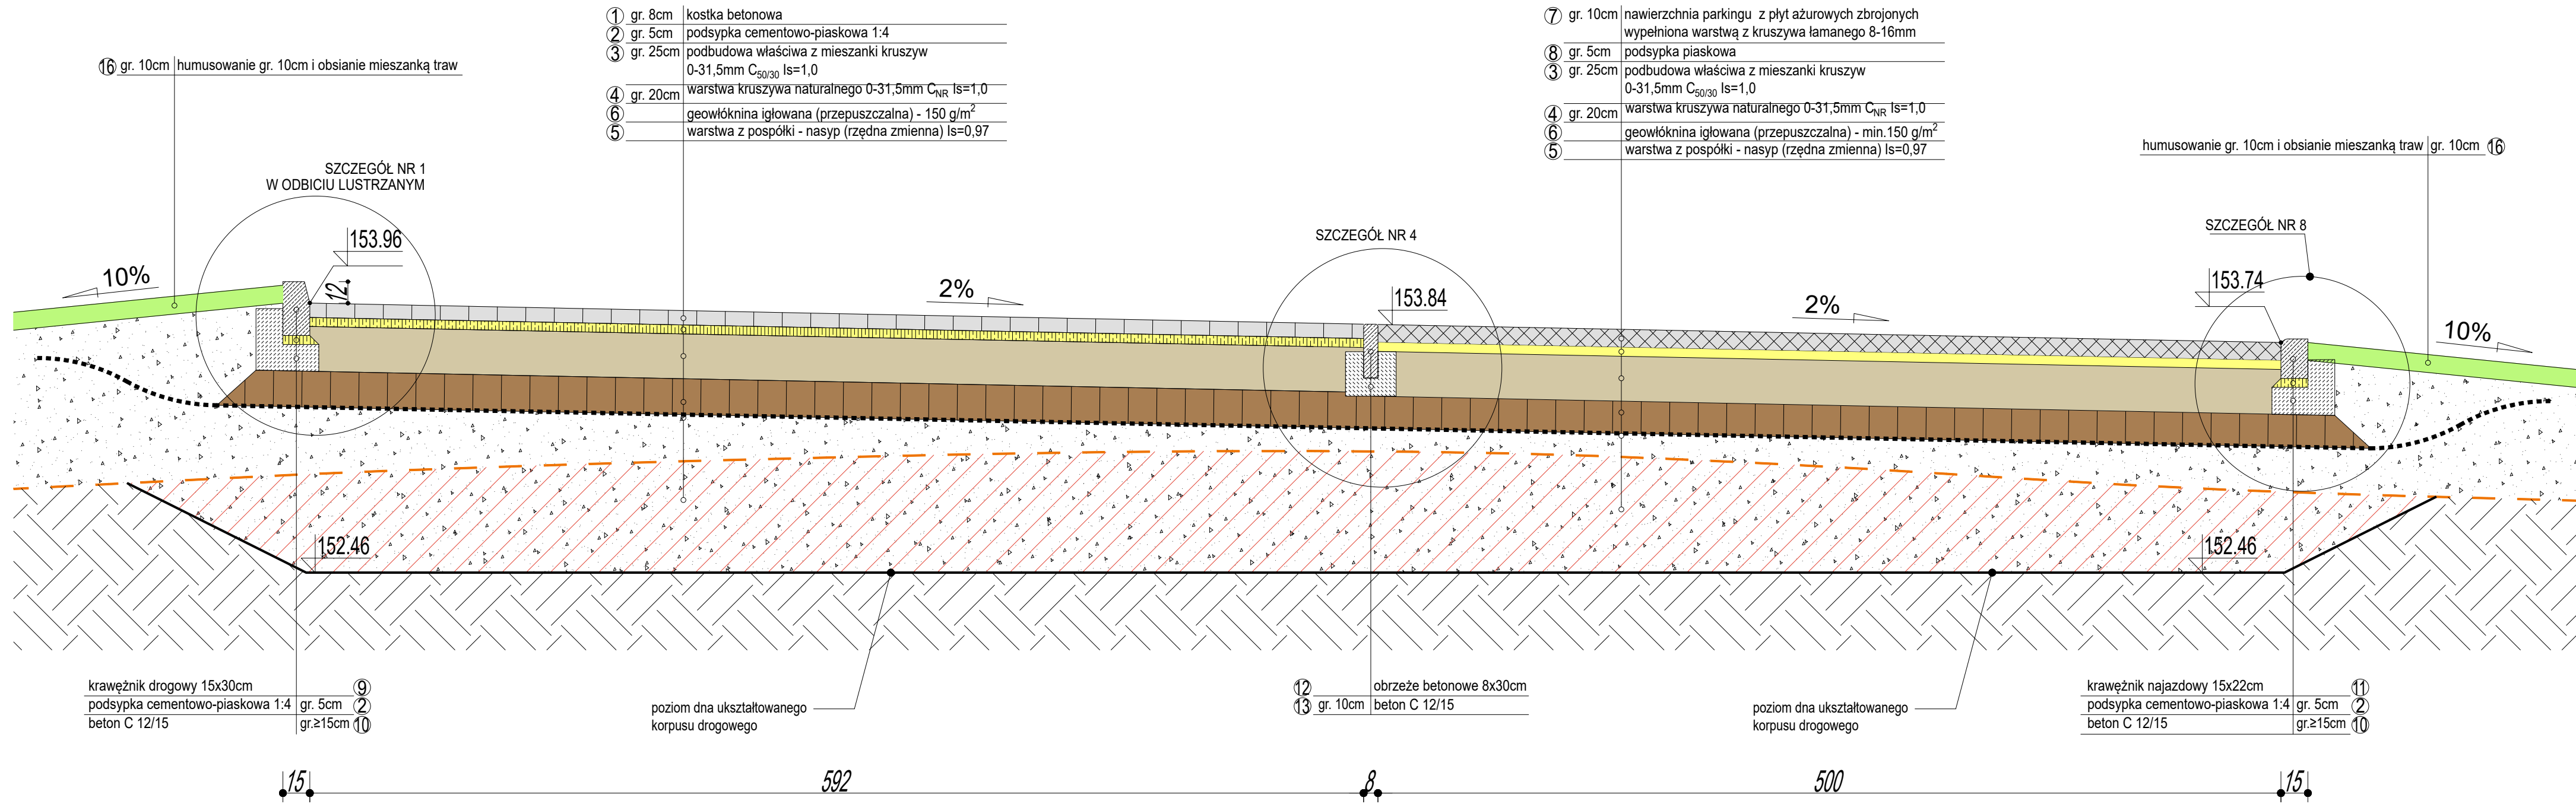 ① gr. 8cm kostka betonowa
② gr. 5cm podsypka cementowo-piaskowa 1:4
③ gr. 25cm podbudowa właściwa z mieszanki kruszyw
0-31,5mm C50/30 Is=1,0
④ gr. 20cm warstwa kruszywa naturalnego 0-31,5mm CNR Is=1,0
⑥ geowłóknina igłowana (przepuszczalna) - 150 g/m²
⑤ warstwa z pospółki - nasyp (rzędna zmienna) Is=0,97
⑦ gr. 10cm nawierzchnia parkingu z płyt ażurowych zbrojonych
wypełniona warstwą z kruszywa łamanego 8-16mm
⑧ gr. 5cm podsypka piaskowa
③ gr. 25cm podbudowa właściwa z mieszanki kruszyw
0-31,5mm C50/30 Is=1,0
④ gr. 20cm warstwa kruszywa naturalnego 0-31,5mm CNR Is=1,0
⑥ geowłóknina igłowana (przepuszczalna) - min.150 g/m²
⑤ warstwa z pospółki - nasyp (rzędna zmienna) Is=0,97
⑯ gr. 10cm humusowanie gr. 10cm i obsianie mieszanką traw
humusowanie gr. 10cm i obsianie mieszanką traw gr. 10cm ⑯
SZCZEGÓŁ NR 1
W ODBICIU LUSTRZANYM
SZCZEGÓŁ NR 4
SZCZEGÓŁ NR 8
10%
153.96
12
2%
153.84
2%
153.74
10%
152.46
152.46
krawężnik drogowy 15x30cm ⑨
podsypka cementowo-piaskowa 1:4 gr. 5cm ②
beton C 12/15 gr.≥15cm ⑩
poziom dna ukształtowanego
korpusu drogowego
⑫ obrzeże betonowe 8x30cm
⑬ gr. 10cm beton C 12/15
poziom dna ukształtowanego
korpusu drogowego
krawężnik najazdowy 15x22cm ⑪
podsypka cementowo-piaskowa 1:4 gr. 5cm ②
beton C 12/15 gr.≥15cm ⑩
15 592 8 500 15